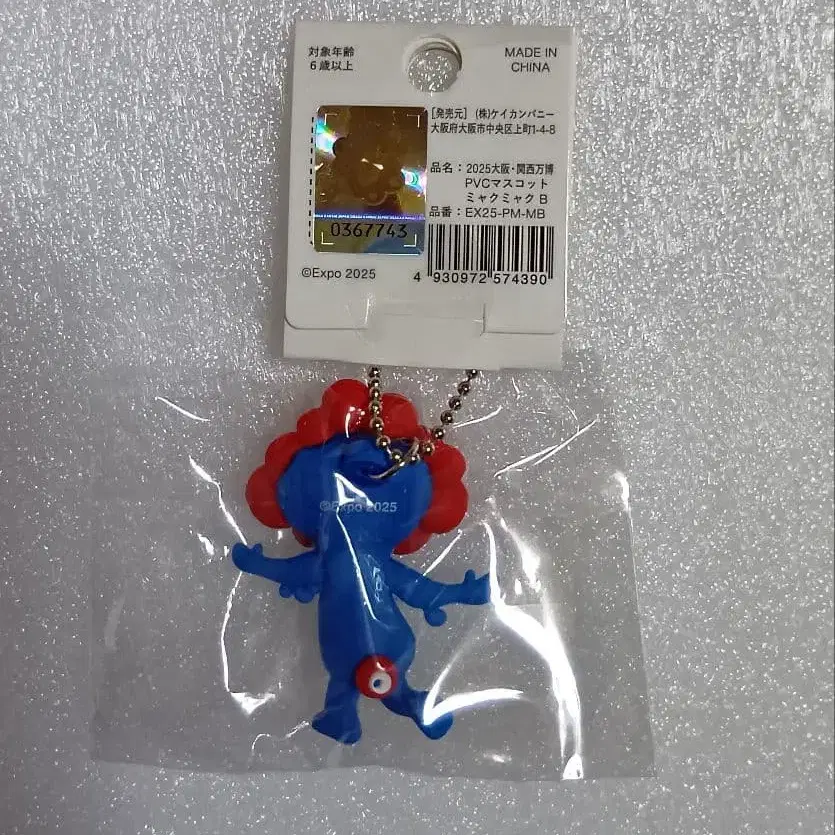 対象年齢
6歳以上
MADE IN
CHINA
[発売元] (株)ケイカンパニー
大阪府大阪市中央区上町1-4-8
品名：2025大阪・関西万博
PVCマスコット
ミャクミャク B
品番：EX25-PM-MB
0367743
©Expo 2025
4 930972 574390
©Expo 2025